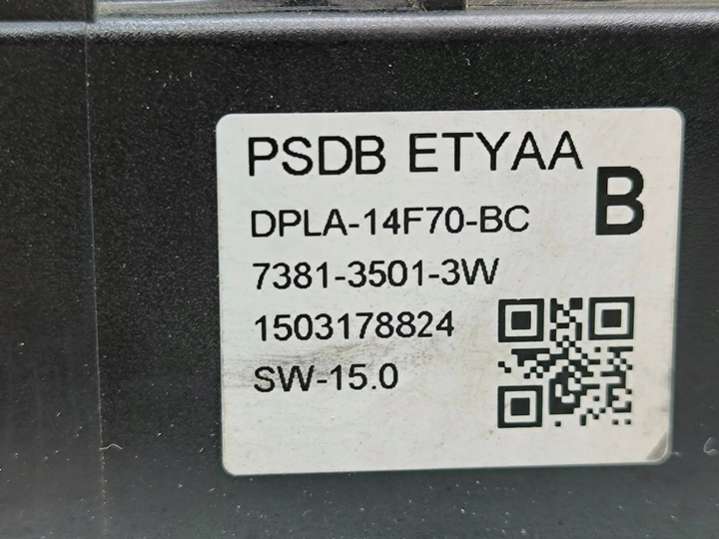 PSDB ETYAA
B
DPLA-14F70-BC
7381-3501-3W
1503178824
SW-15.0